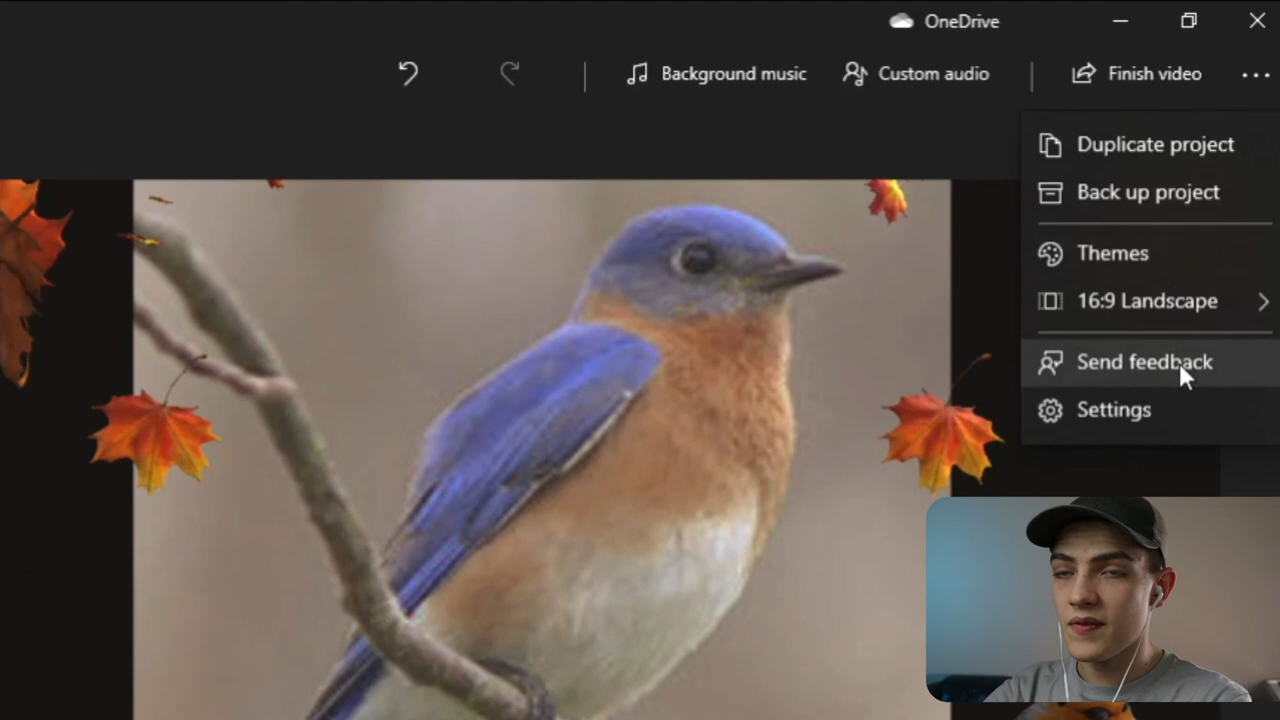 OneDrive
Background music
Custom audio
Finish video
Duplicate project
Back up project
Themes
16:9 Landscape
Send feedback
Settings